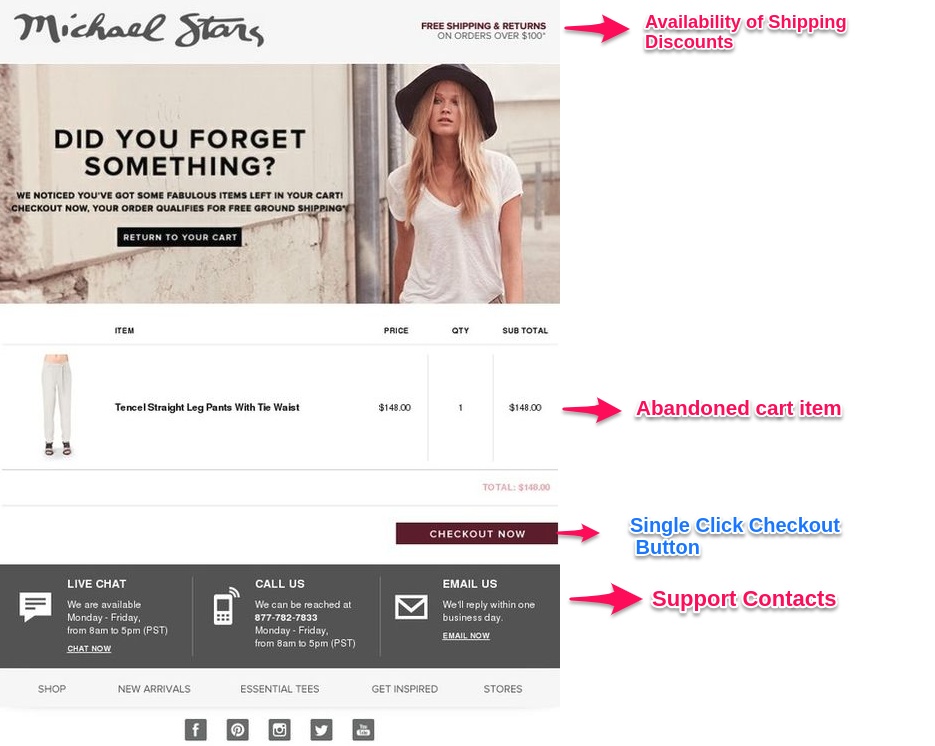 Michael Stars
FREE SHIPPING & RETURNS
ON ORDERS OVER $100*
Availability of Shipping
Discounts
DID YOU FORGET
SOMETHING?
WE NOTICED YOU'VE GOT SOME FABULOUS ITEMS LEFT IN YOUR CART!
CHECKOUT NOW, YOUR ORDER QUALIFIES FOR FREE GROUND SHIPPING*
RETURN TO YOUR CART
ITEM PRICE QTY SUB TOTAL
Tencel Straight Leg Pants With Tie Waist $148.00 1 $148.00
Abandoned cart item
TOTAL: $148.00
CHECKOUT NOW
Single Click Checkout
Button
LIVE CHAT
We are available
Monday - Friday,
from 8am to 5pm (PST)
CHAT NOW
CALL US
We can be reached at
877-782-7833
Monday - Friday,
from 8am to 5pm (PST)
EMAIL US
We'll reply within one
business day.
EMAIL NOW
Support Contacts
SHOP NEW ARRIVALS ESSENTIAL TEES GET INSPIRED STORES
You Tube